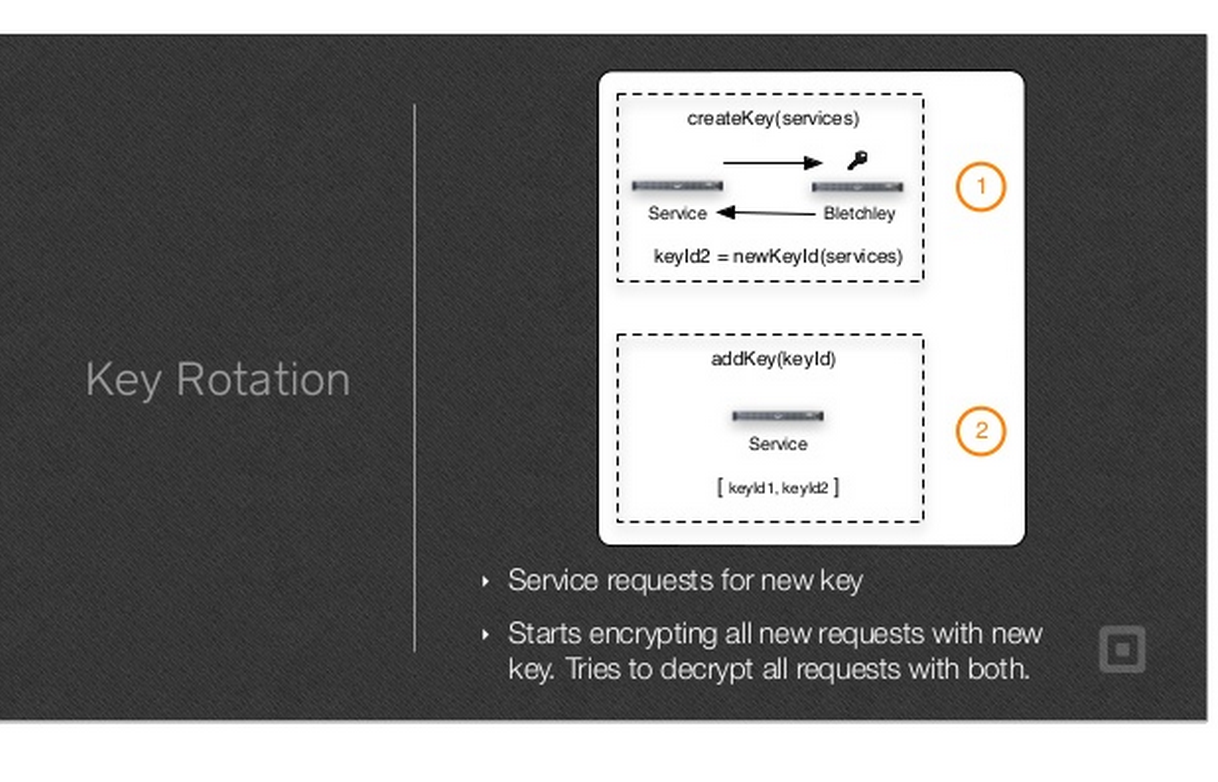 Key Rotation
createKey(services)
Service
Bletchley
keyId2 = newKeyId(services)
1
addKey(keyId)
Service
[ keyId1, keyId2 ]
2
Service requests for new key
Starts encrypting all new requests with new
key. Tries to decrypt all requests with both.